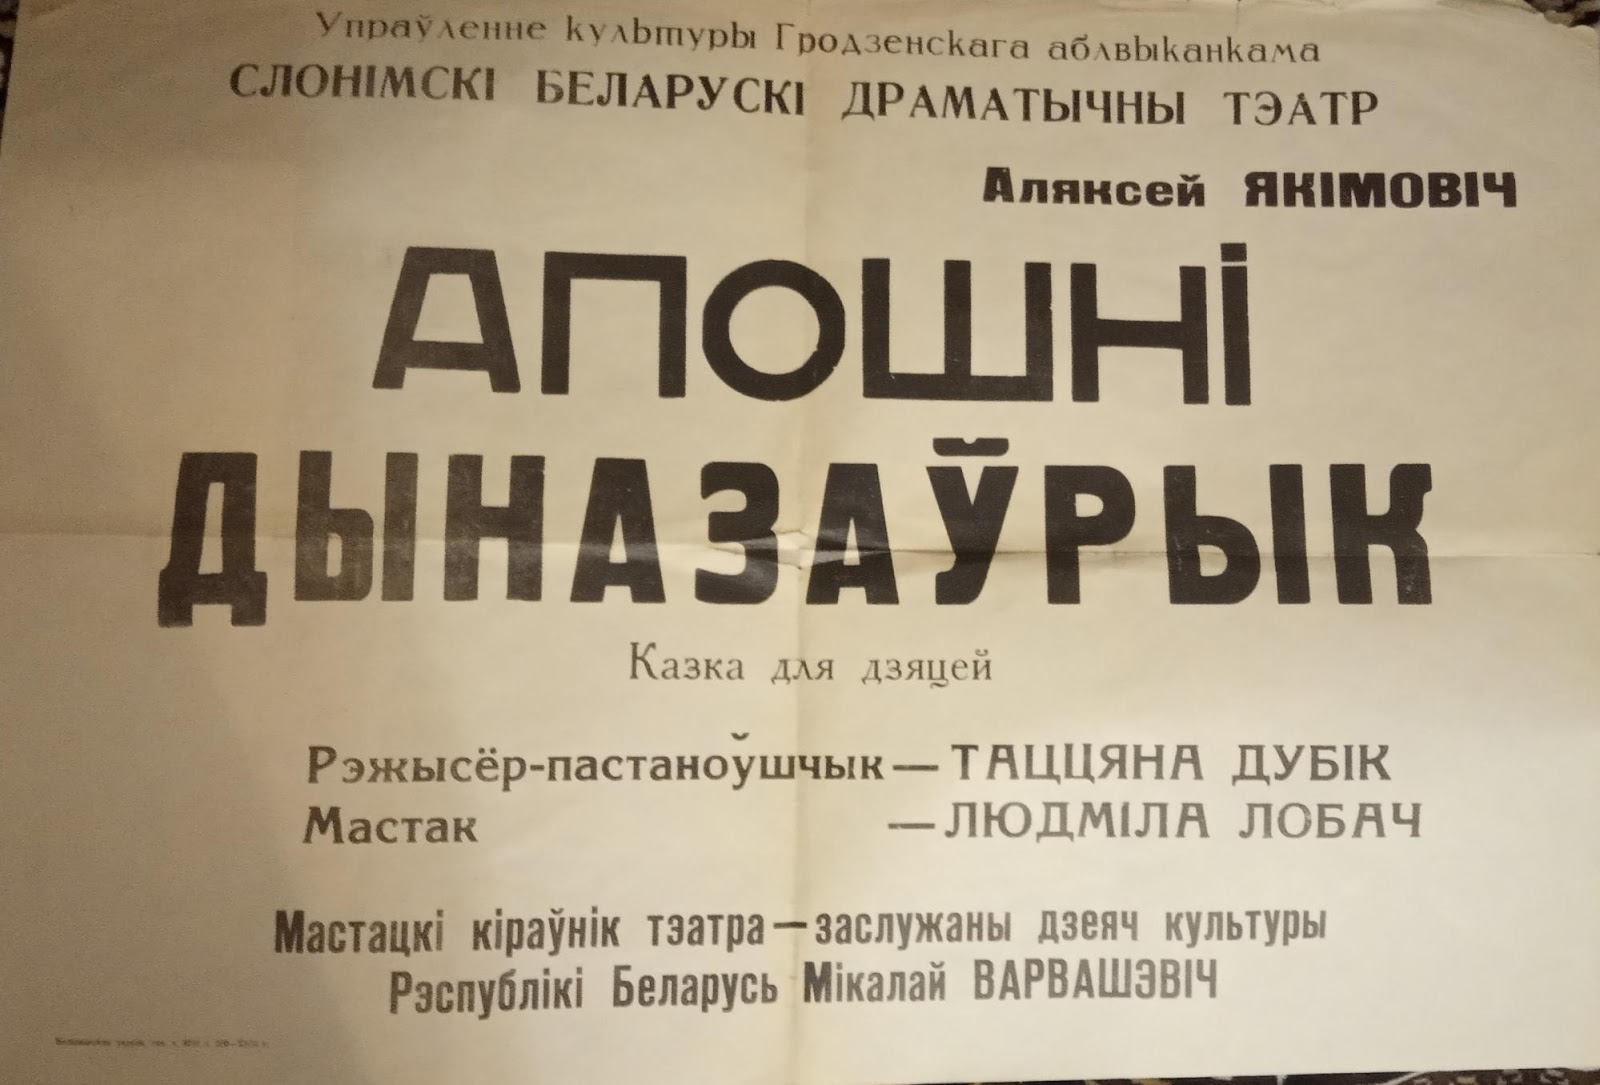 Упраўленне культуры Гродзенскага аблвыканкама
СЛОНІМСКІ БЕЛАРУСКІ ДРАМАТЫЧНЫ ТЭАТР
Аляксей ЯКІМОВІЧ
АПОШНІ
ДЫНАЗАЎРЫК
Казка для дзяцей
Рэжысёр-пастаноўшчык — ТАЦЦЯНА ДУБІК
Мастак — ЛЮДМІЛА ЛОБАЧ
Мастацкі кіраўнік тэатра — заслужаны дзеяч культуры
Рэспублікі Беларусь Мікалай ВАРВАШЭВІЧ